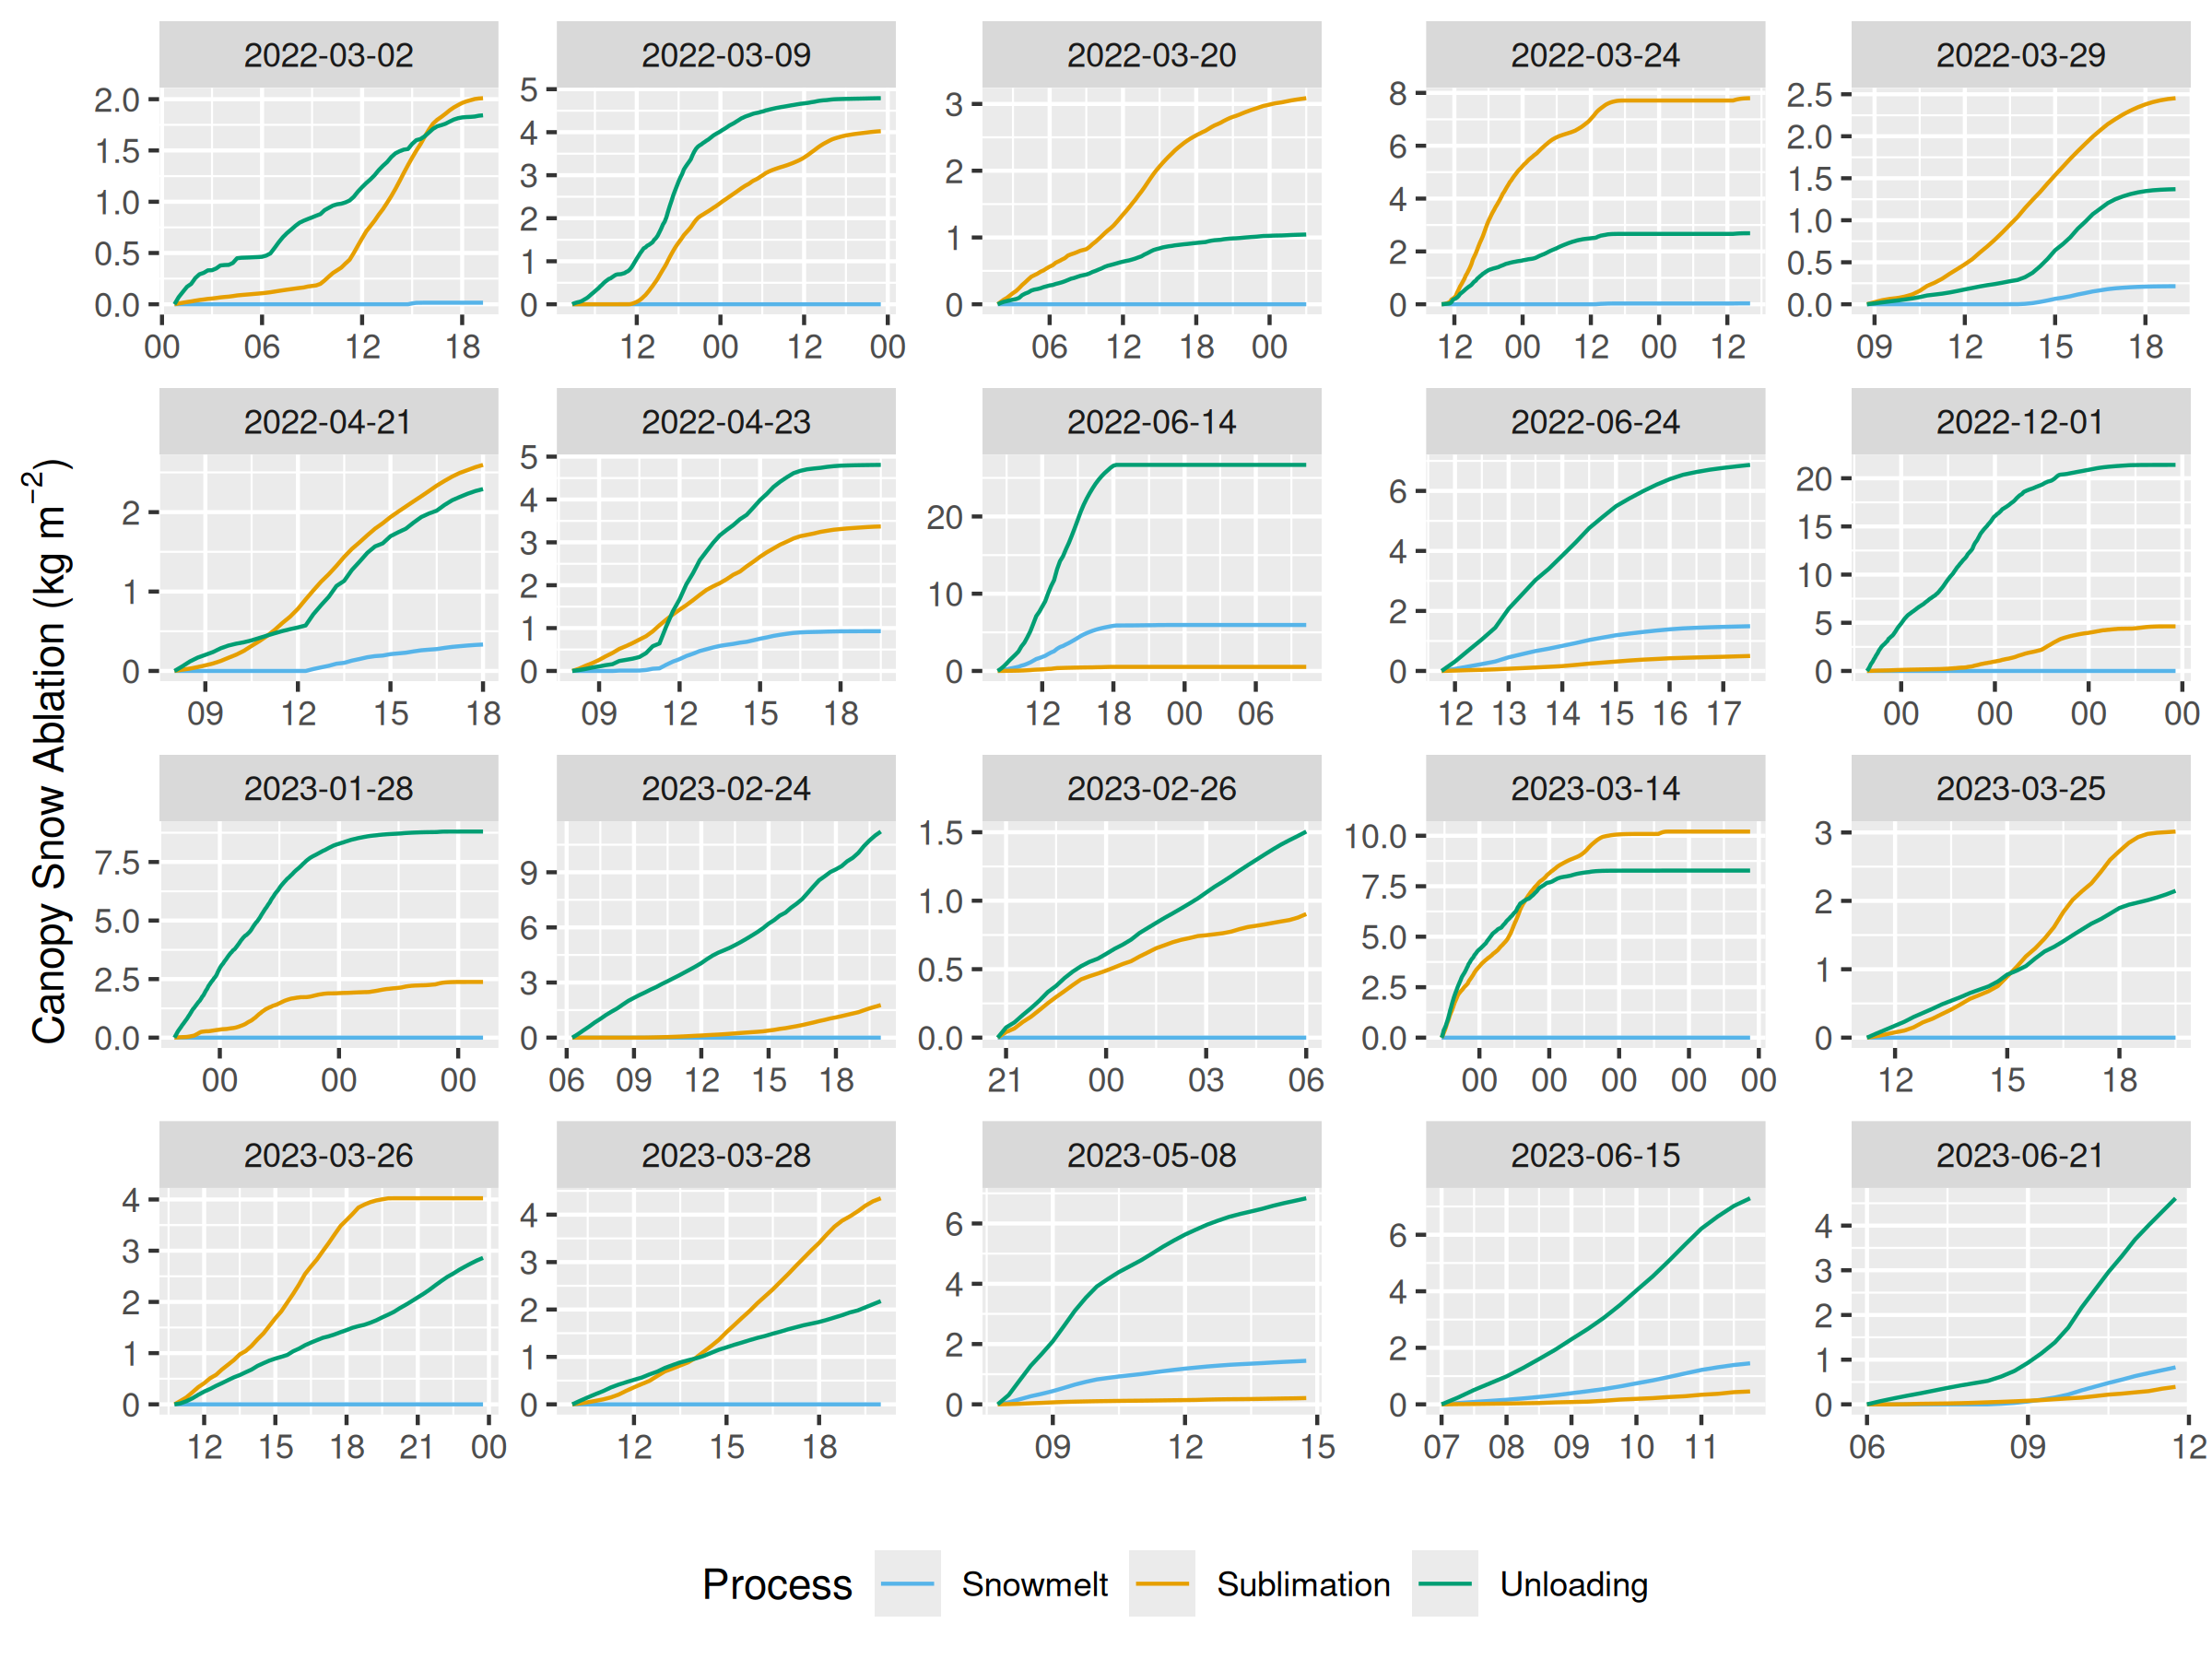 Canopy Snow Ablation (kg m⁻²)
2022-03-02 2022-03-09 2022-03-20 2022-03-24 2022-03-29
2.0 1.5 1.0 0.5 0.0
00 06 12 18
5 4 3 2 1 0
12 00 12 00
3 2 1 0
06 12 18 00
8 6 4 2 0
12 00 12 00 12
2.5 2.0 1.5 1.0 0.5 0.0
09 12 15 18
2022-04-21 2022-04-23 2022-06-14 2022-06-24 2022-12-01
2 1 0
09 12 15 18
5 4 3 2 1 0
09 12 15 18
20 10 0
12 18 00 06
6 4 2 0
12 13 14 15 16 17
20 15 10 5 0
00 00 00 00
2023-01-28 2023-02-24 2023-02-26 2023-03-14 2023-03-25
7.5 5.0 2.5 0.0
00 00 00
9 6 3 0
06 09 12 15 18
1.5 1.0 0.5 0.0
21 00 03 06
10.0 7.5 5.0 2.5 0.0
00 00 00 00 00
3 2 1 0
12 15 18
2023-03-26 2023-03-28 2023-05-08 2023-06-15 2023-06-21
4 3 2 1 0
12 15 18 21 00
4 3 2 1 0
12 15 18
6 4 2 0
09 12 15
6 4 2 0
07 08 09 10 11
4 3 2 1 0
06 09 12
Process Snowmelt Sublimation Unloading